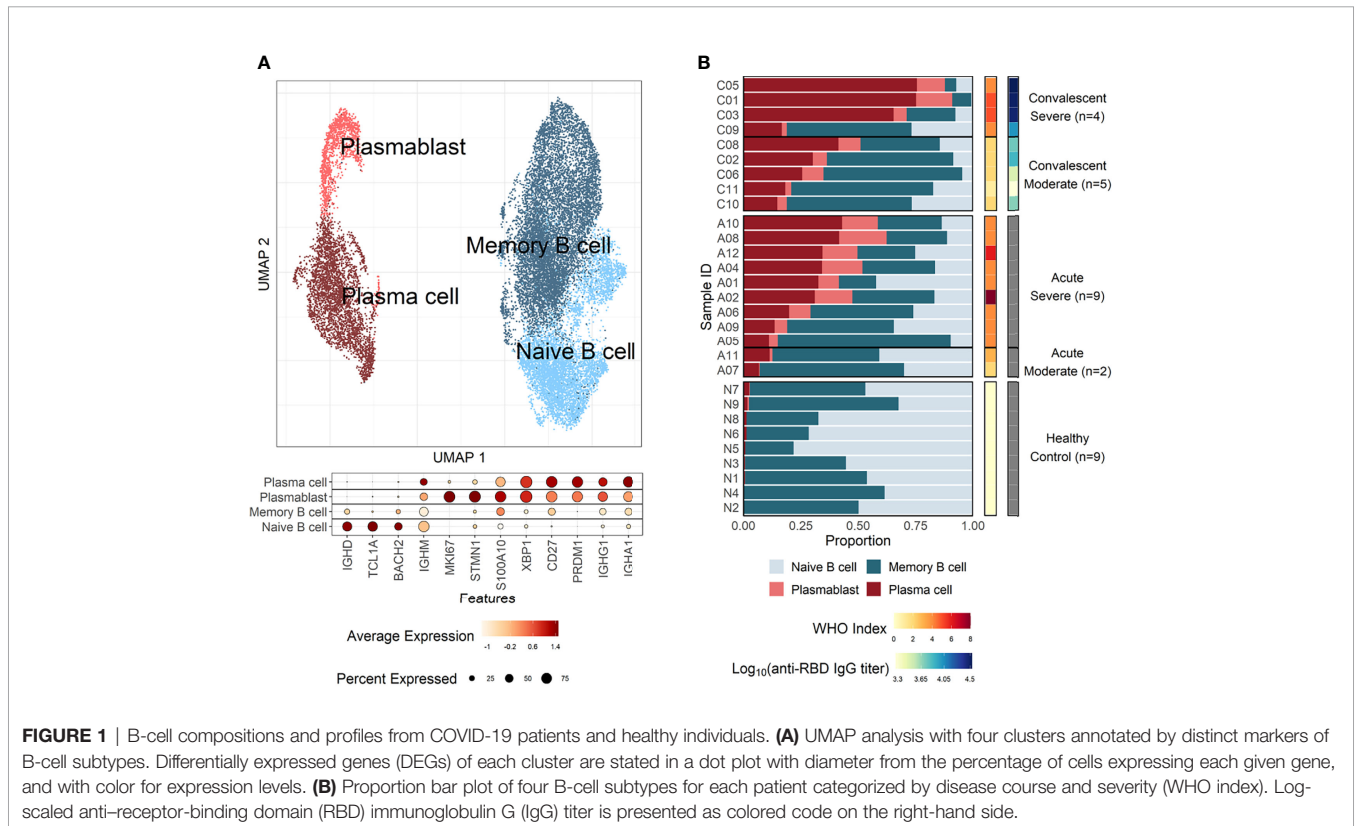 A
UMAP 2
Plasmablast
Memory B cell
Plasma cell
Naive B cell
UMAP 1
Plasma cell
Plasmablast
Memory B cell
Naive B cell
IGHD
TCL1A
BACH2
IGHM
MKI67
STMN1
S100A10
XBP1
CD27
PRDM1
IGHG1
IGHA1
Features
Average Expression
-1 -0.2 0.6 1.4
Percent Expressed 25 50 75
B
Sample ID
C05
C01
C03
C09
C08
C02
C06
C11
C10
A10
A08
A12
A04
A01
A02
A06
A09
A05
A11
A07
N7
N9
N8
N6
N5
N3
N1
N4
N2
Convalescent
Severe (n=4)
Convalescent
Moderate (n=5)
Acute
Severe (n=9)
Acute
Moderate (n=2)
Healthy
Control (n=9)
0.00 0.25 0.50 0.75 1.00
Proportion
Naive B cell Memory B cell
Plasmablast Plasma cell
WHO Index
0 2 4 6 8
Log10(anti-RBD IgG titer)
3.3 3.65 4.05 4.5
FIGURE 1 | B-cell compositions and profiles from COVID-19 patients and healthy individuals. (A) UMAP analysis with four clusters annotated by distinct markers of
B-cell subtypes. Differentially expressed genes (DEGs) of each cluster are stated in a dot plot with diameter from the percentage of cells expressing each given gene,
and with color for expression levels. (B) Proportion bar plot of four B-cell subtypes for each patient categorized by disease course and severity (WHO index). Log-
scaled anti–receptor-binding domain (RBD) immunoglobulin G (IgG) titer is presented as colored code on the right-hand side.